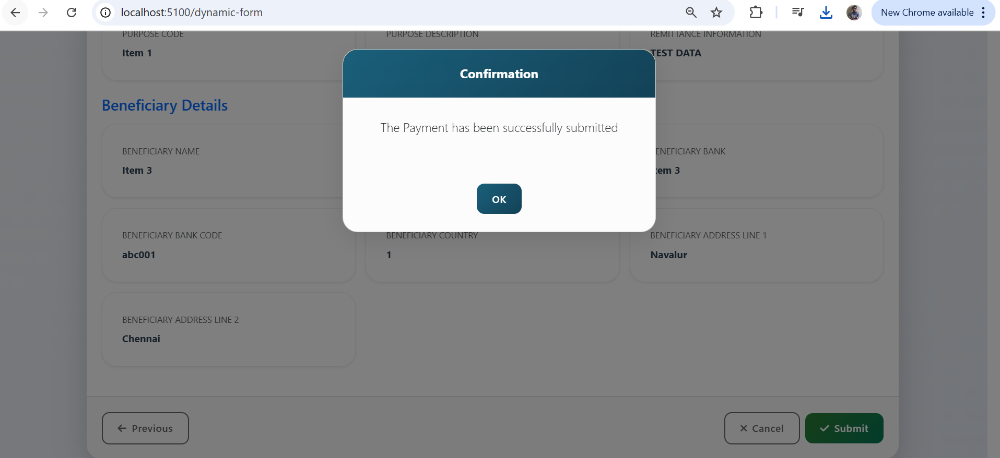 localhost:5100/dynamic-form
New Chrome available
PURPOSE CODE
PURPOSE DESCRIPTION
REMITTANCE INFORMATION
Item 1
TEST DATA
Confirmation
The Payment has been successfully submitted
OK
Beneficiary Details
BENEFICIARY NAME
ENEFICIARY BANK
Item 3
tem 3
BENEFICIARY BANK CODE
BENEFICIARY COUNTRY
BENEFICIARY ADDRESS LINE 1
abc001
1
Navalur
BENEFICIARY ADDRESS LINE 2
Chennai
Previous
Cancel
Submit